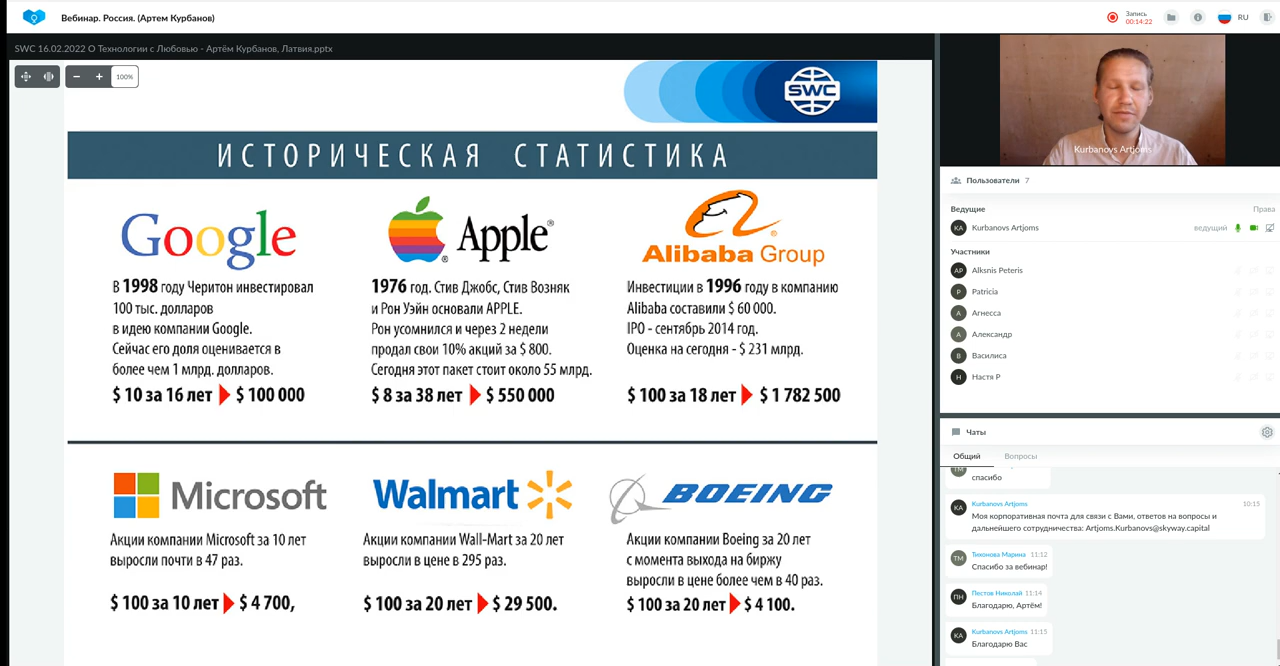 Вебинар. Россия. (Артем Курбанов)
Запись
00:14:22
RU
SWC 16.02.2022 О Технологии с Любовью - Артём Курбанов, Латвия.pptx
100%
SWC
ИСТОРИЧЕСКАЯ СТАТИСТИКА
Google
В 1998 году Черитон инвестировал
100 тыс. долларов
в идею компании Google.
Сейчас его доля оценивается в
более чем 1 млрд. долларов.
$ 10 за 16 лет $ 100 000
Apple®
1976 год. Стив Джобс, Стив Возняк
и Рон Уэйн основали APPLE.
Рон усомнился и через 2 недели
продал свои 10% акций за $ 800.
Сегодня этот пакет стоит около 55 млрд.
$ 8 за 38 лет $ 550 000
Alibaba Group
Инвестиции в 1996 году в компанию
Alibaba составили $ 60 000.
IPO - сентябрь 2014 год.
Оценка на сегодня - $ 231 млрд.
$ 100 за 18 лет $ 1 782 500
Microsoft
Акции компании Microsoft за 10 лет
выросли почти в 47 раз.
$ 100 за 10 лет $ 4 700,
Walmart
Акции компании Wall-Mart за 20 лет
выросли в цене в 295 раз.
$ 100 за 20 лет $ 29 500.
BOEING
Акции компании Boeing за 20 лет
с момента выхода на биржу
выросли в цене более чем в 40 раз.
$ 100 за 20 лет $ 4 100.
Kurbanovs Artjoms
Пользователи 7
Ведущие Права
KA Kurbanovs Artjoms ведущий
Участники
AP Alksnis Peteris
P Patricia
А Агнесса
А Александр
В Василиса
Н Настя Р
Чаты
Общий Вопросы
ТМ
спасибо
KA Kurbanovs Artjoms 10:15
Моя корпоративная почта для связи с Вами, ответов на вопросы и
дальнейшего сотрудничества: Artjoms.Kurbanovs@skyway.capital
ТМ Тихонова Марина 11:12
Спасибо за вебинар!
ПН Пестов Николай 11:14
Благодарю, Артём!
KA Kurbanovs Artjoms 11:15
Благодарю Вас